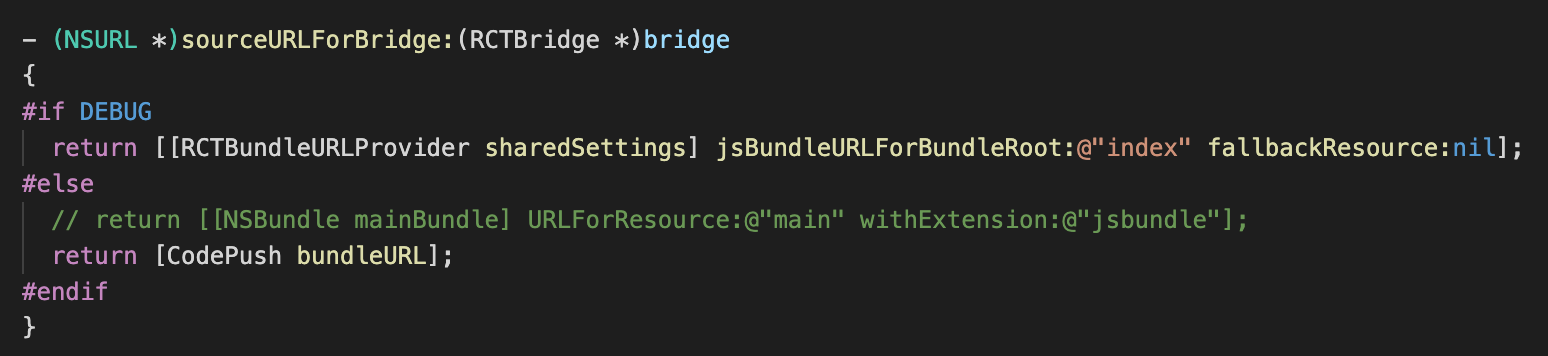 - (NSURL *)sourceURLForBridge:(RCTBridge *)bridge
{
#if DEBUG
  return [[RCTBundleURLProvider sharedSettings] jsBundleURLForBundleRoot:@"index" fallbackResource:nil];
#else
  // return [[NSBundle mainBundle] URLForResource:@"main" withExtension:@"jsbundle"];
  return [CodePush bundleURL];
#endif
}